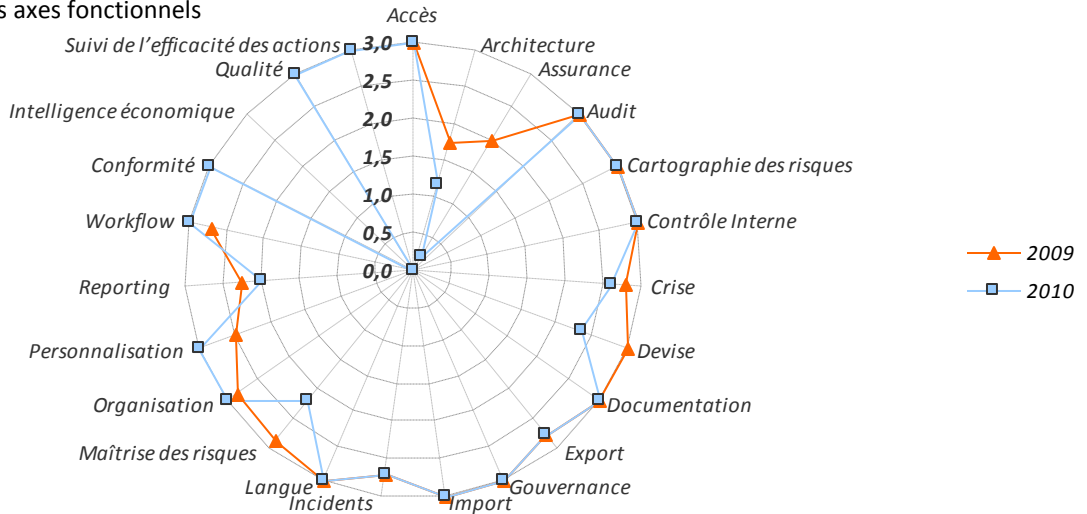 s axes fonctionnels
Accès
Suivi de l'efficacité des actions
3,0
Architecture
Qualité
Assurance
2,5
Intelligence économique
Audit
2,0
Conformité
1,5
Cartographie des risques
1,0
Workflow
Contrôle Interne
0,5
0,0
2009
Reporting
Crise
2010
Personnalisation
Devise
Organisation
Documentation
Maîtrise des risques
Export
Langue
Gouvernance
Incidents
Import